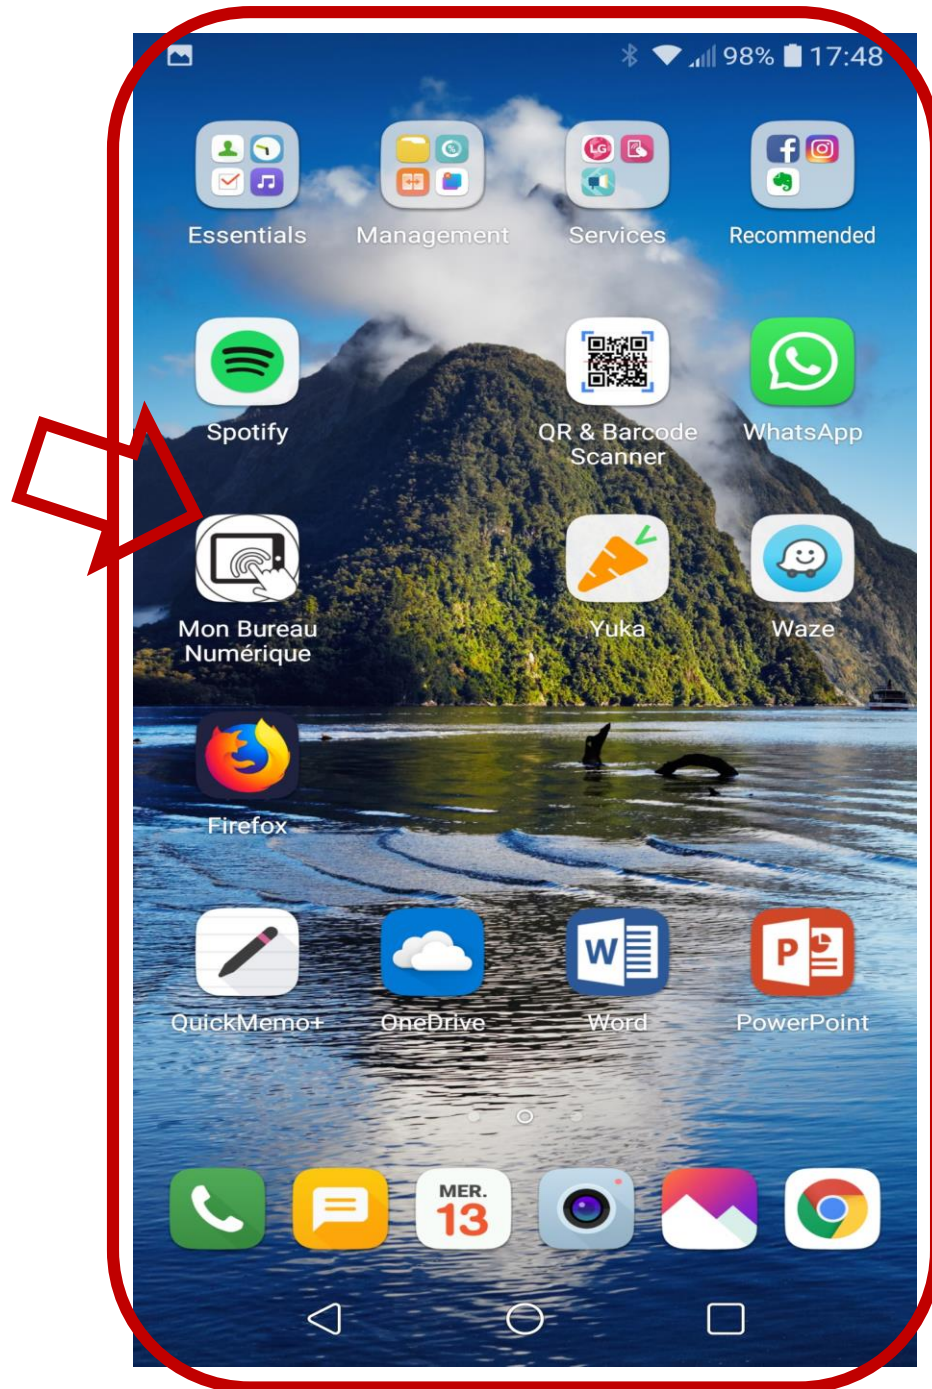 98% 17:48
Essentials Management Services Recommended
LG f
Spotify QR & Barcode Scanner WhatsApp
Mon Bureau Numérique Yuka Waze
Firefox
W P
QuickMemo+ OneDrive Word PowerPoint
MER.
13